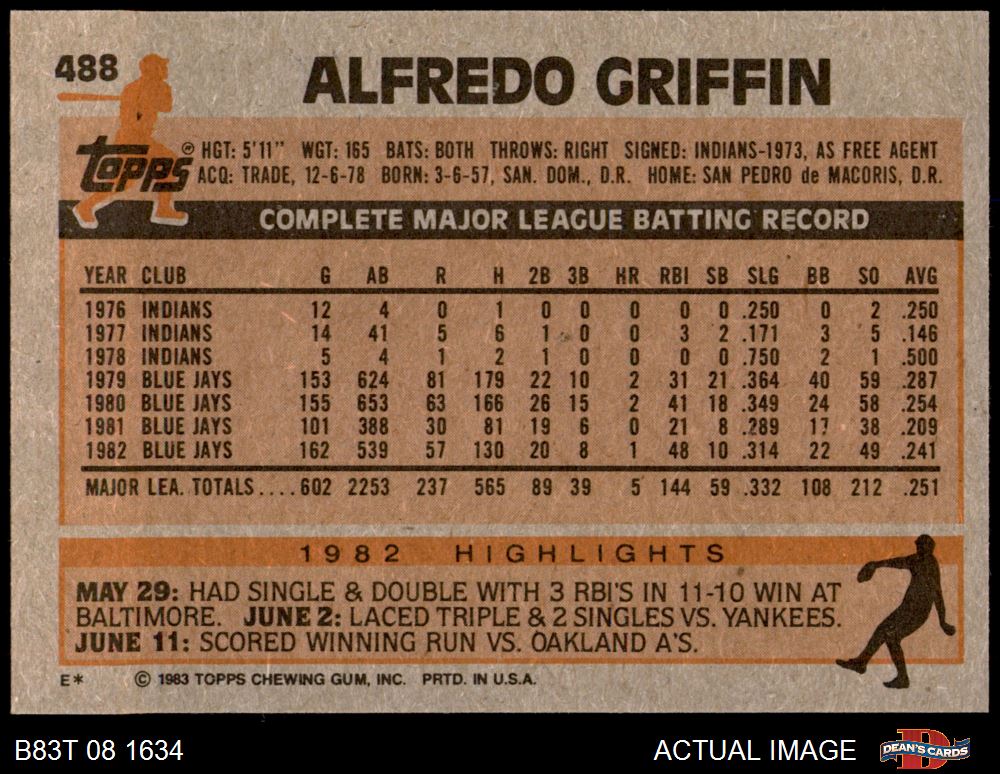 488 ALFREDO GRIFFIN
TOPPS ® HGT: 5'11" WGT: 165 BATS: BOTH THROWS: RIGHT SIGNED: INDIANS-1973, AS FREE AGENT
ACQ: TRADE, 12-6-78 BORN: 3-6-57, SAN. DOM., D.R. HOME: SAN PEDRO de MACORIS, D.R.
COMPLETE MAJOR LEAGUE BATTING RECORD
YEAR CLUB G AB R H 2B 3B HR RBI SB SLG BB SO AVG
1976 INDIANS 12 4 0 1 0 0 0 0 0 .250 0 2 .250
1977 INDIANS 14 41 5 6 1 0 0 3 2 .171 3 5 .146
1978 INDIANS 5 4 1 2 1 0 0 0 0 .750 2 1 .500
1979 BLUE JAYS 153 624 81 179 22 10 2 31 21 .364 40 59 .287
1980 BLUE JAYS 155 653 63 166 26 15 2 41 18 .349 24 58 .254
1981 BLUE JAYS 101 388 30 81 19 6 0 21 8 .289 17 38 .209
1982 BLUE JAYS 162 539 57 130 20 8 1 48 10 .314 22 49 .241
MAJOR LEA. TOTALS....602 2253 237 565 89 39 5 144 59 .332 108 212 .251
1982 HIGHLIGHTS
MAY 29: HAD SINGLE & DOUBLE WITH 3 RBI'S IN 11-10 WIN AT
BALTIMORE. JUNE 2: LACED TRIPLE & 2 SINGLES VS. YANKEES.
JUNE 11: SCORED WINNING RUN VS. OAKLAND A'S.
E* © 1983 TOPPS CHEWING GUM, INC. PRTD. IN U.S.A.
B83T 08 1634 ACTUAL IMAGE DEAN'S CARDS